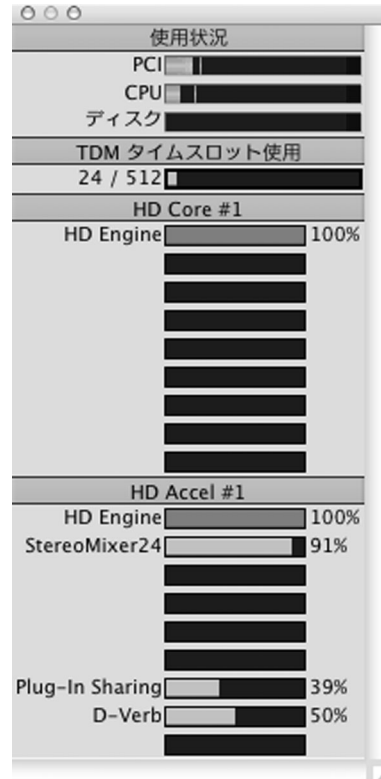 使用状況
PCI
CPU
ディスク
TDM タイムスロット使用
24 / 512
HD Core #1
HD Engine 100%
HD Accel #1
HD Engine 100%
StereoMixer24 91%
Plug-In Sharing 39%
D-Verb 50%